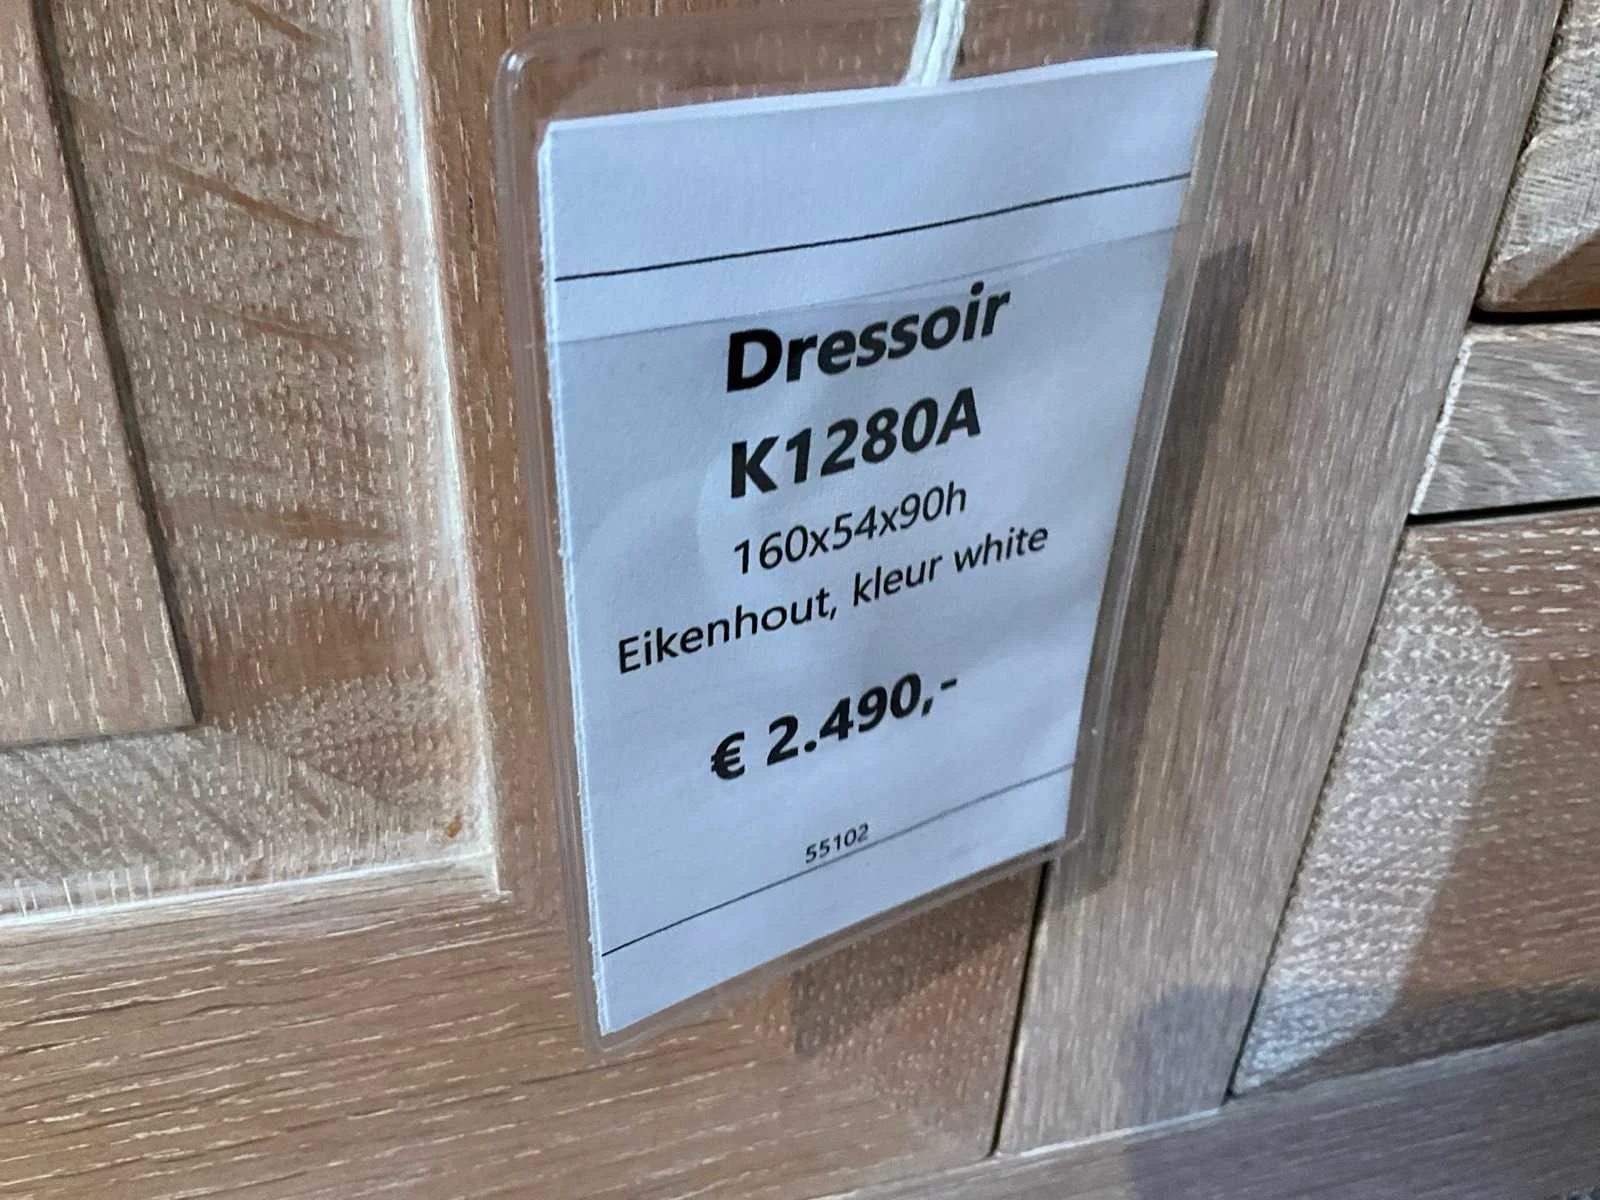 Dressoir
K1280A
160x54x90h
Eikenhout, kleur white
€ 2.490,-
55102